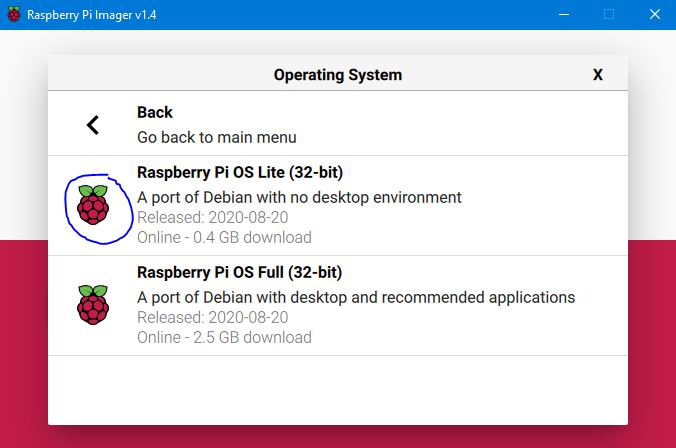 Raspberry Pi Imager v1.4
Operating System X
Back
Go back to main menu
Raspberry Pi OS Lite (32-bit)
A port of Debian with no desktop environment
Released: 2020-08-20
Online - 0.4 GB download
Raspberry Pi OS Full (32-bit)
A port of Debian with desktop and recommended applications
Released: 2020-08-20
Online - 2.5 GB download